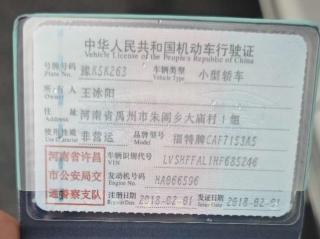 中华人民共和国机动车行驶证
Vehicle License of the People's Republic of China
号牌号码 Plate No. 豫KSK263 车辆类型 Vehicle Type 小型轿车
所有人 Owner 王冰阳
住址 Address 河南省禹州市朱阁乡大庙村1组
使用性质 非营运 品牌型号 Model 福特牌CAF7153A5
河南省许昌
市公安局交
通警察支队
车辆识别代号 VIN LVSHFFAL1HF685246
发动机号码 Engine No. HA066596
注册日期 Register Date 2018-02-01 发证日期 Issue Date 2018-02-01